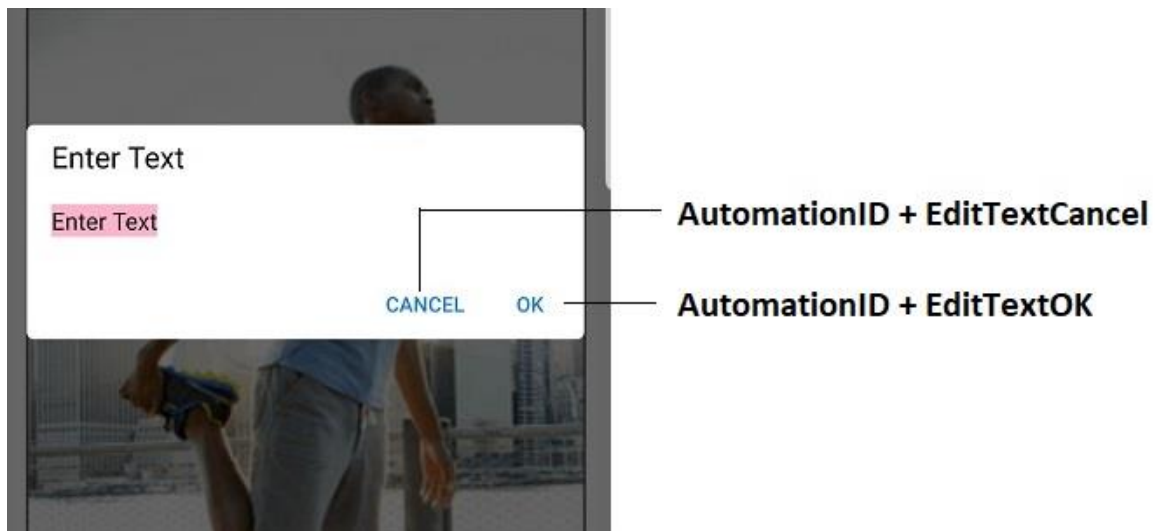 Enter Text
Enter Text
AutomationID + EditTextCancel
CANCEL OK
AutomationID + EditTextOK